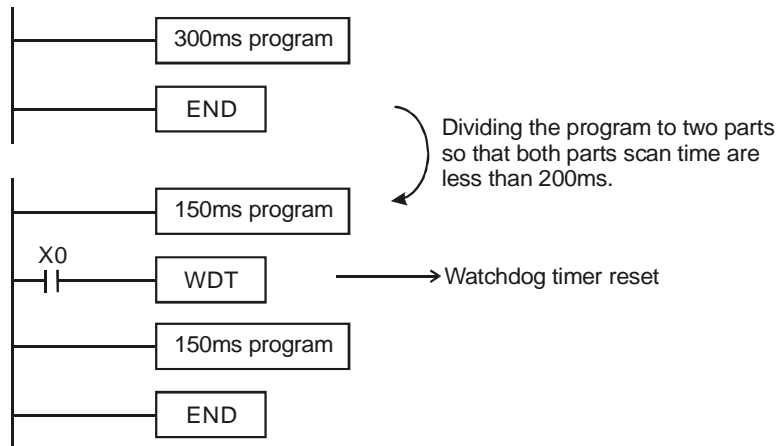 300ms program
END
Dividing the program to two parts
so that both parts scan time are
less than 200ms.
150ms program
X0
WDT
Watchdog timer reset
150ms program
END